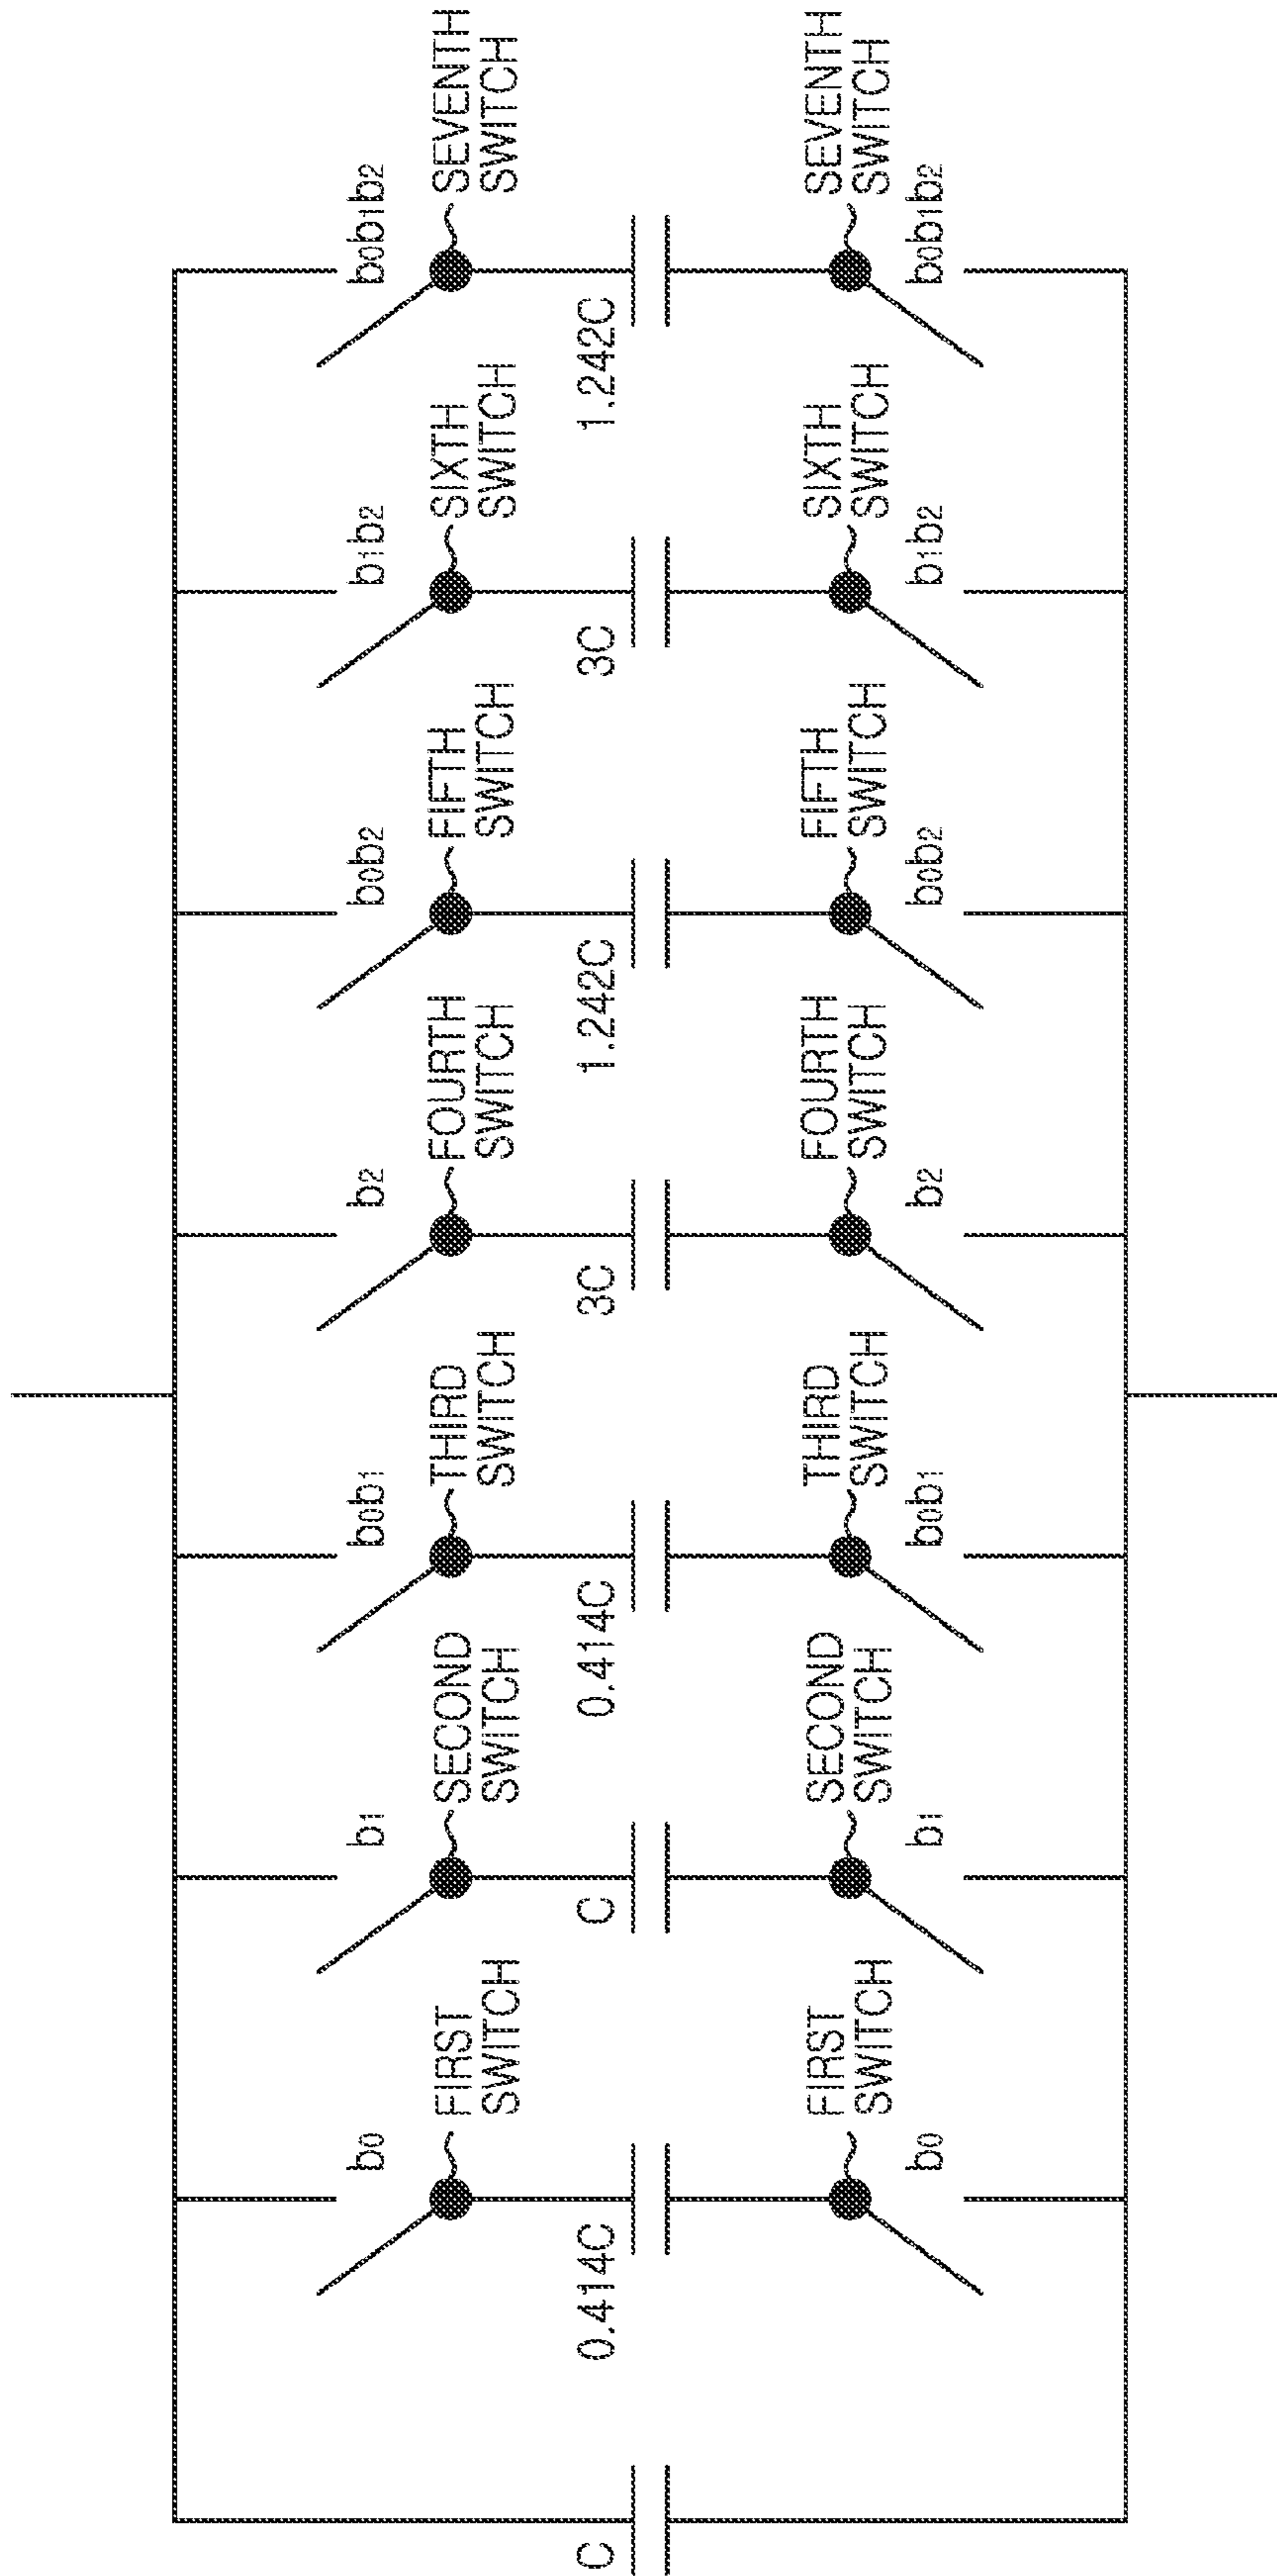 b0
b1
b0b1
b2
b0b2
b1b2
b0b1b2
FIRST
SWITCH
SECOND
SWITCH
THIRD
SWITCH
FOURTH
SWITCH
FIFTH
SWITCH
SIXTH
SWITCH
SEVENTH
SWITCH
C
0.414C
C
0.414C
3C
1.242C
3C
1.242C
FIRST
SWITCH
SECOND
SWITCH
THIRD
SWITCH
FOURTH
SWITCH
FIFTH
SWITCH
SIXTH
SWITCH
SEVENTH
SWITCH
b0
b1
b0b1
b2
b0b2
b1b2
b0b1b2